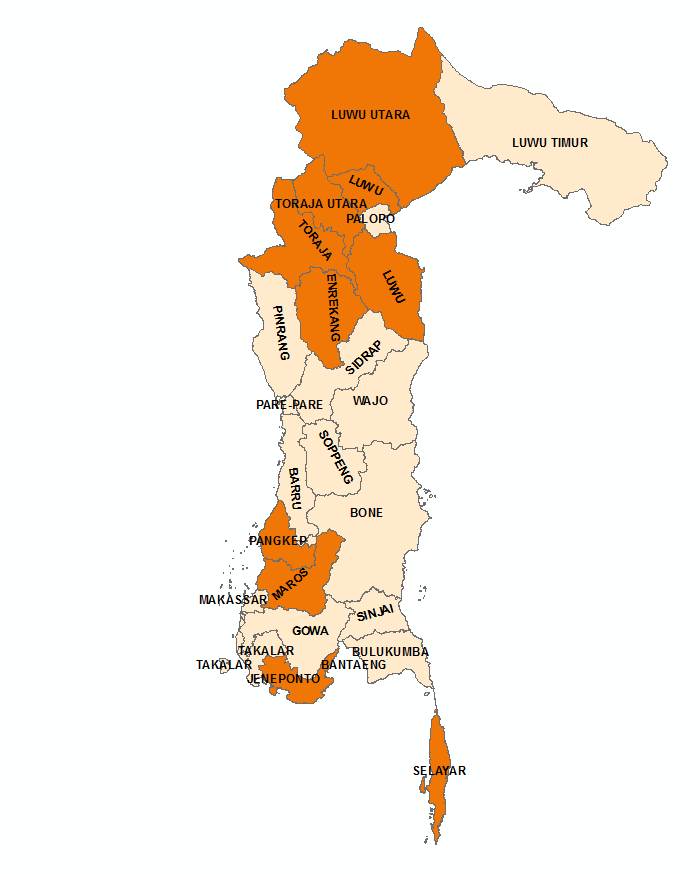 LUWU UTARA
LUWU TIMUR
LUWU
TORAJA UTARA
PALOPO
TORAJA
LUWU
ENREKANG
PINRANG
SIDRAP
PARE-PARE
WAJO
SOPPENG
BARRU
BONE
PANGKEP
MAROS
MAKASSAR
SINJAI
GOWA
TAKALAR
BULUKUMBA
TAKALAR
BANTAENG
JENEPONTO
SELAYAR